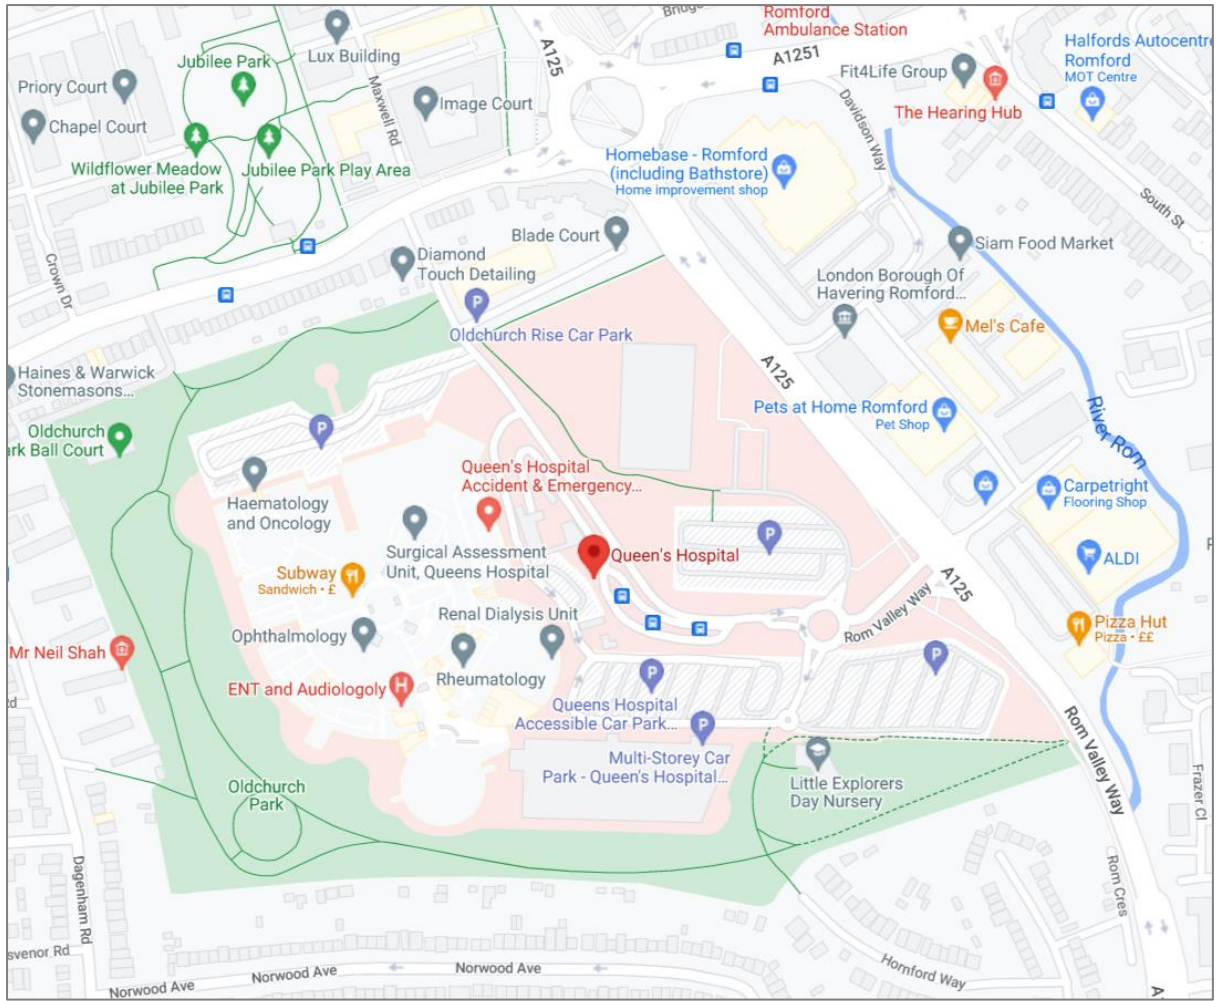 Romford
Ambulance Station
A125
A1251
Lux Building
Jubilee Park
Priory Court
Chapel Court
Maxwell Rd
Image Court
Wildflower Meadow
at Jubilee Park
Jubilee Park Play Area
Fit4Life Group
The Hearing Hub
Halfords Autocentre
Romford
MOT Centre
Davidson Way
Homebase - Romford
(including Bathstore)
Home improvement shop
South St
Crown Dr
Blade Court
Diamond
Touch Detailing
Siam Food Market
London Borough Of
Havering Romford...
P
Oldchurch Rise Car Park
Mel's Cafe
Haines & Warwick
Stonemasons...
A125
Pets at Home Romford
Pet Shop
River Rom
Oldchurch
ark Ball Court
P
Queen's Hospital
Accident & Emergency...
Haematology
and Oncology
Carpetright
Flooring Shop
Surgical Assessment
Unit, Queens Hospital
Queen's Hospital
P
ALDI
Subway
Sandwich • £
A125
Renal Dialysis Unit
Rom Valley Way
Ophthalmology
Pizza Hut
Pizza • ££
Mr Neil Shah
Rheumatology
P
P
ENT and Audiologoly
H
Queens Hospital
Accessible Car Park...
P
Rom Valley Way
Multi-Storey Car
Park - Queen's Hospital...
Little Explorers
Day Nursery
Oldchurch
Park
Frazer Cl
Dagenham Rd
Rom Cres
svenor Rd
Norwood Ave
Norwood Ave
Hornford Way
A